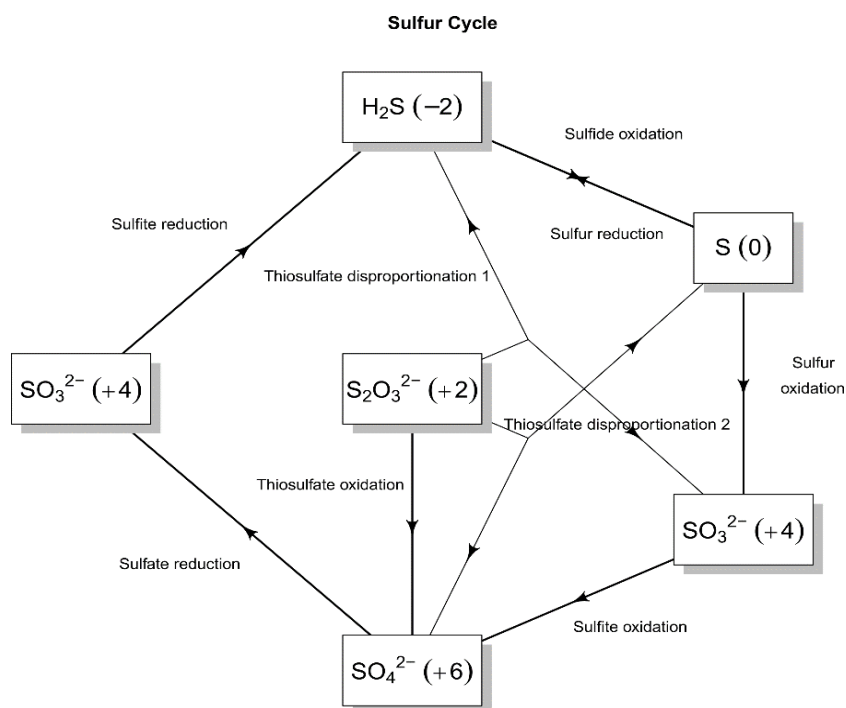 Sulfur Cycle
H₂S (−2)
Sulfide oxidation
Sulfite reduction
Sulfur reduction
S (0)
Thiosulfate disproportionation 1
SO₃²⁻ (+4)
S₂O₃²⁻ (+2)
Sulfur
oxidation
Thiosulfate disproportionation 2
Thiosulfate oxidation
SO₃²⁻ (+4)
Sulfate reduction
Sulfite oxidation
SO₄²⁻ (+6)